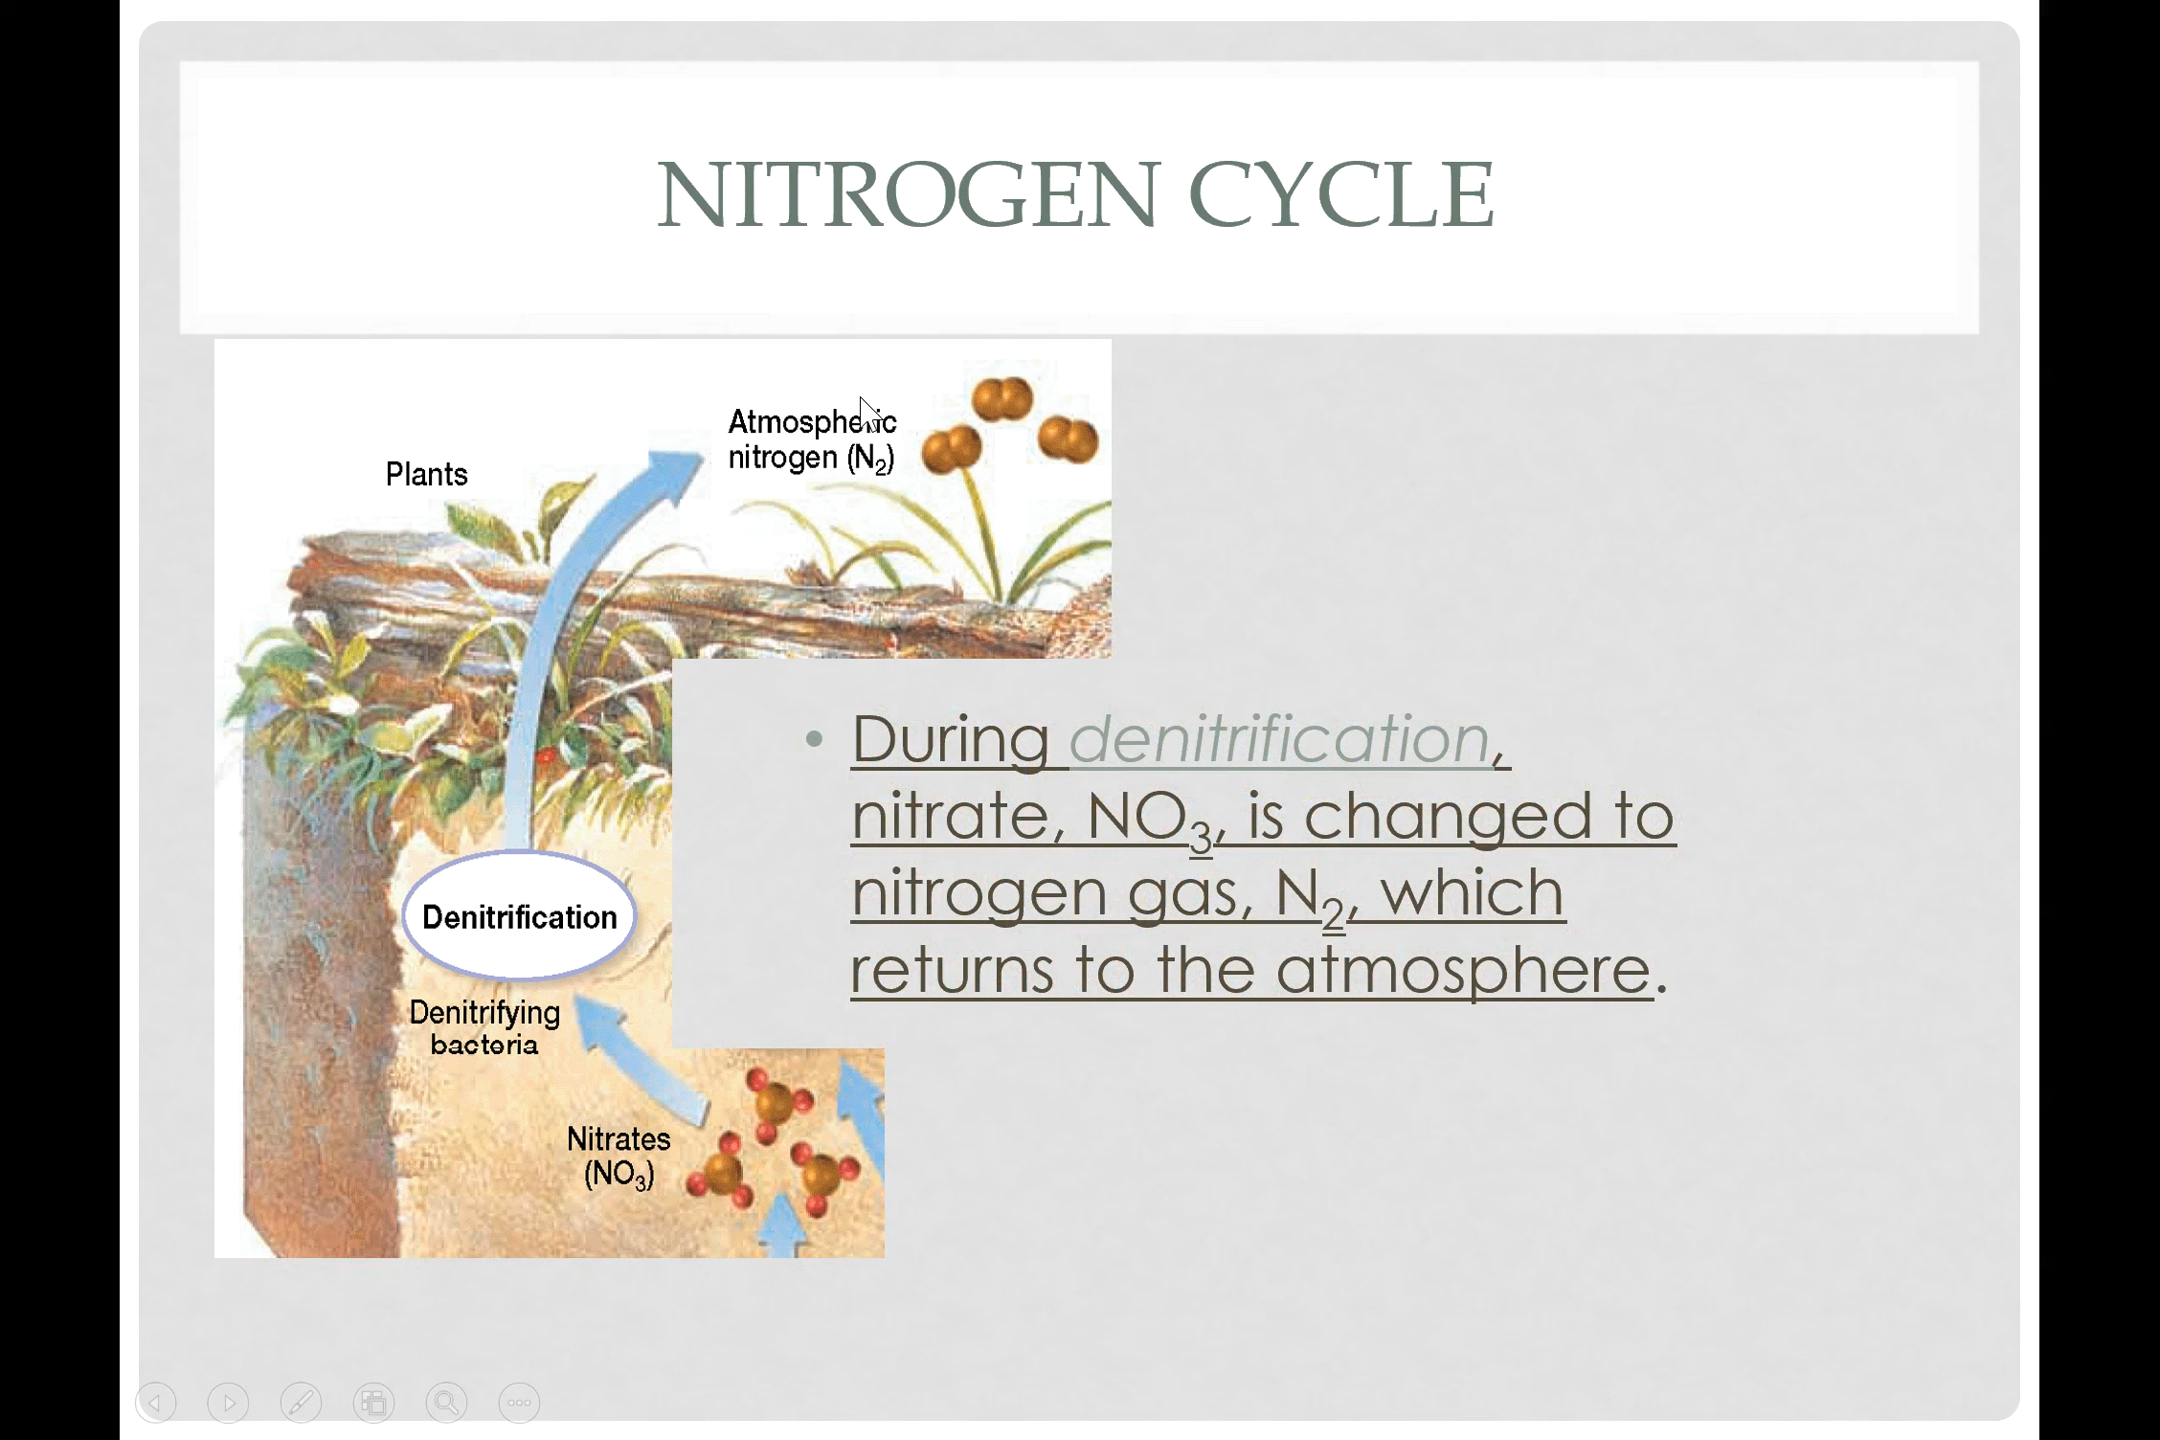 NITROGEN CYCLE
Plants
Atmospheric
nitrogen (N₂)
Denitrification
Denitrifying
bacteria
Nitrates
(NO₃)
• During denitrification,
nitrate, NO₃, is changed to
nitrogen gas, N₂, which
returns to the atmosphere.